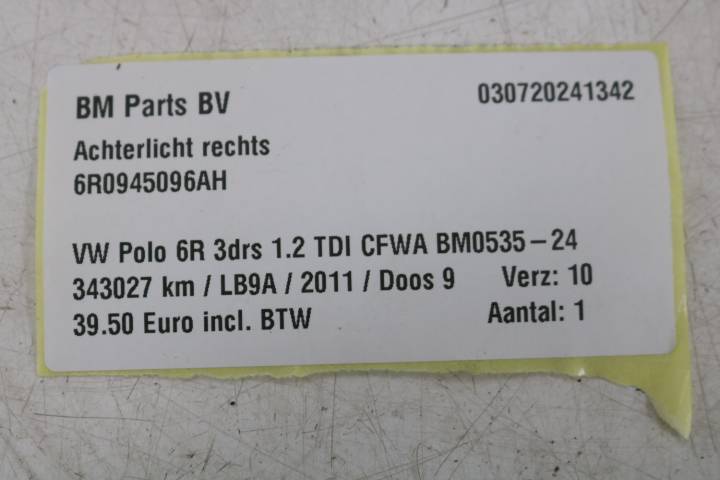 BM Parts BV 030720241342
Achterlicht rechts
6R0945096AH
VW Polo 6R 3drs 1.2 TDI CFWA BM0535-24
343027 km / LB9A / 2011 / Doos 9 Verz: 10
39.50 Euro incl. BTW Aantal: 1